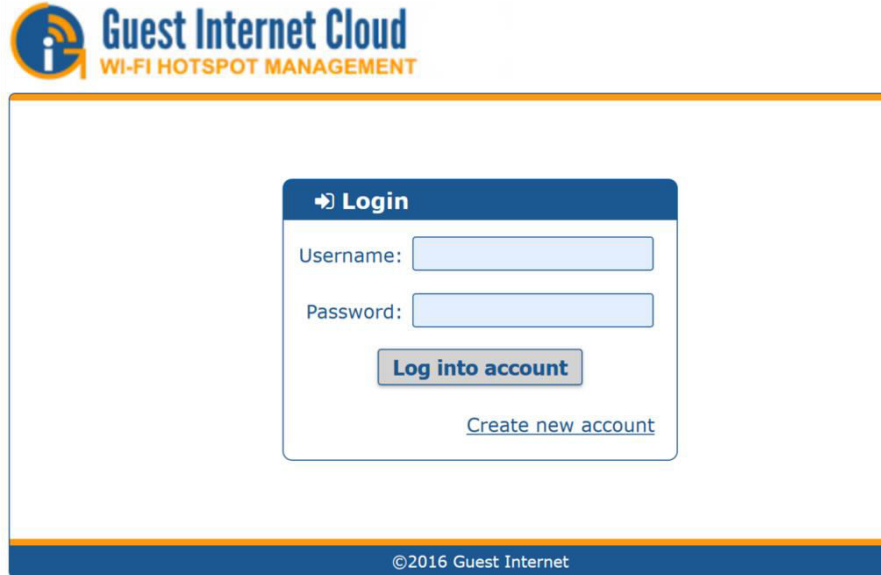 Guest Internet Cloud
WI-FI HOTSPOT MANAGEMENT
Login
Username:
Password:
Log into account
Create new account
©2016 Guest Internet